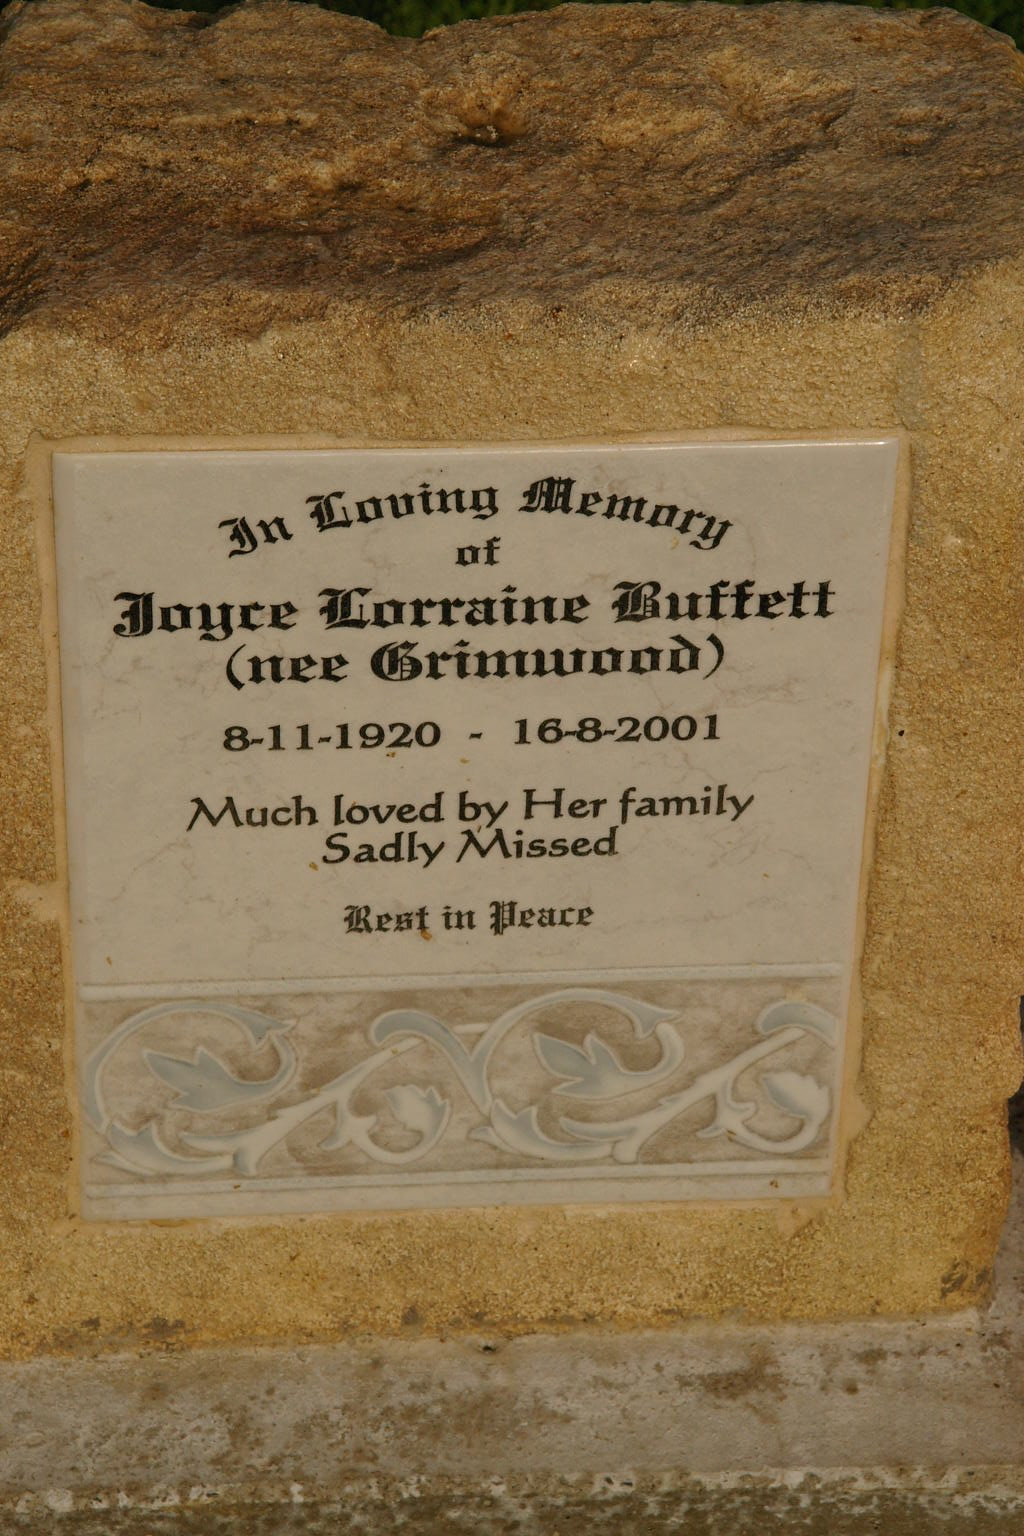 In Loving Memory
of
Joyce Lorraine Buffett
(nee Grimwood)
8-11-1920 - 16-8-2001
Much loved by Her family
Sadly Missed
Rest in Peace